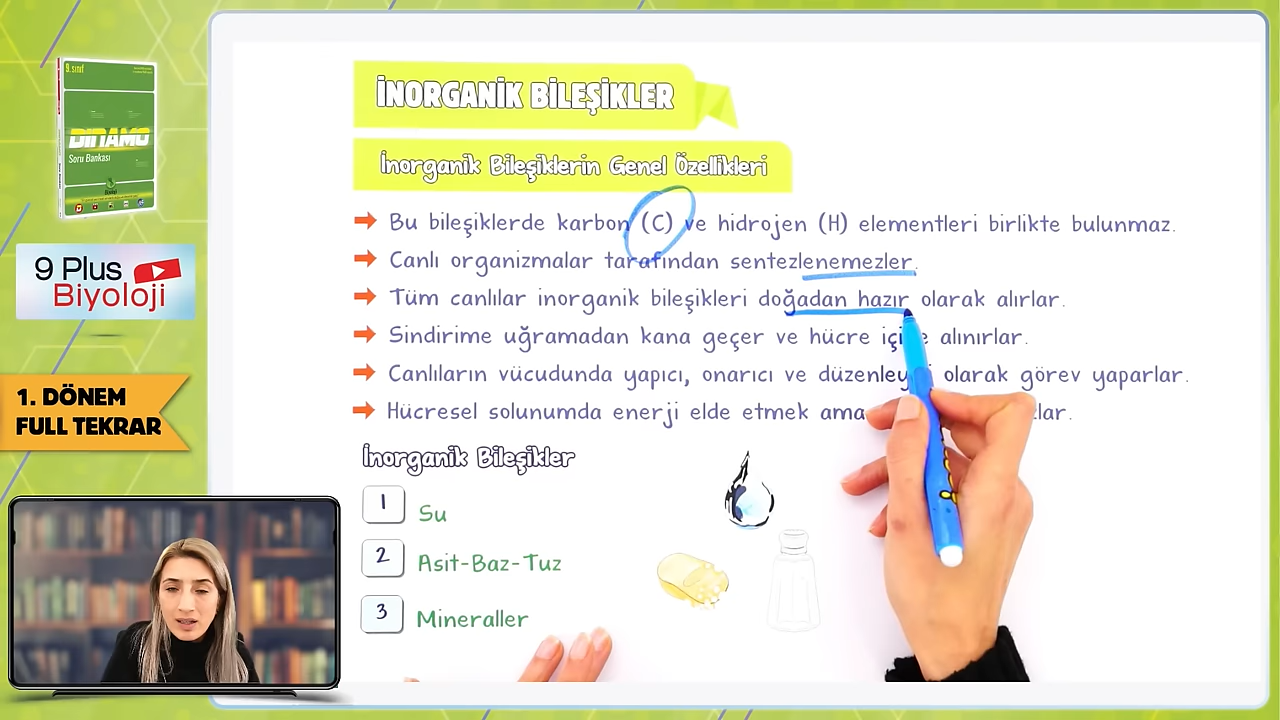 İNORGANİK BİLEŞİKLER
İnorganik Bileşiklerin Genel Özellikleri
Bu bileşiklerde karbon (C) ve hidrojen (H) elementleri birlikte bulunmaz.
Canlı organizmalar tarafından sentezlenemezler.
Tüm canlılar inorganik bileşikleri doğadan hazır olarak alırlar.
Sindirime uğramadan kana geçer ve hücre içi alınırlar.
Canlıların vücudunda yapıcı, onarıcı ve olarak görev yaparlar.
Hücresel solunumda enerji elde etmek
İnorganik Bileşikler
1 Su
2 Asit-Baz-Tuz
3 Mineraller
9. sınıf
DİNAMO
Soru Bankası
9 Plus
Biyoloji
1. DÖNEM
FULL TEKRAR